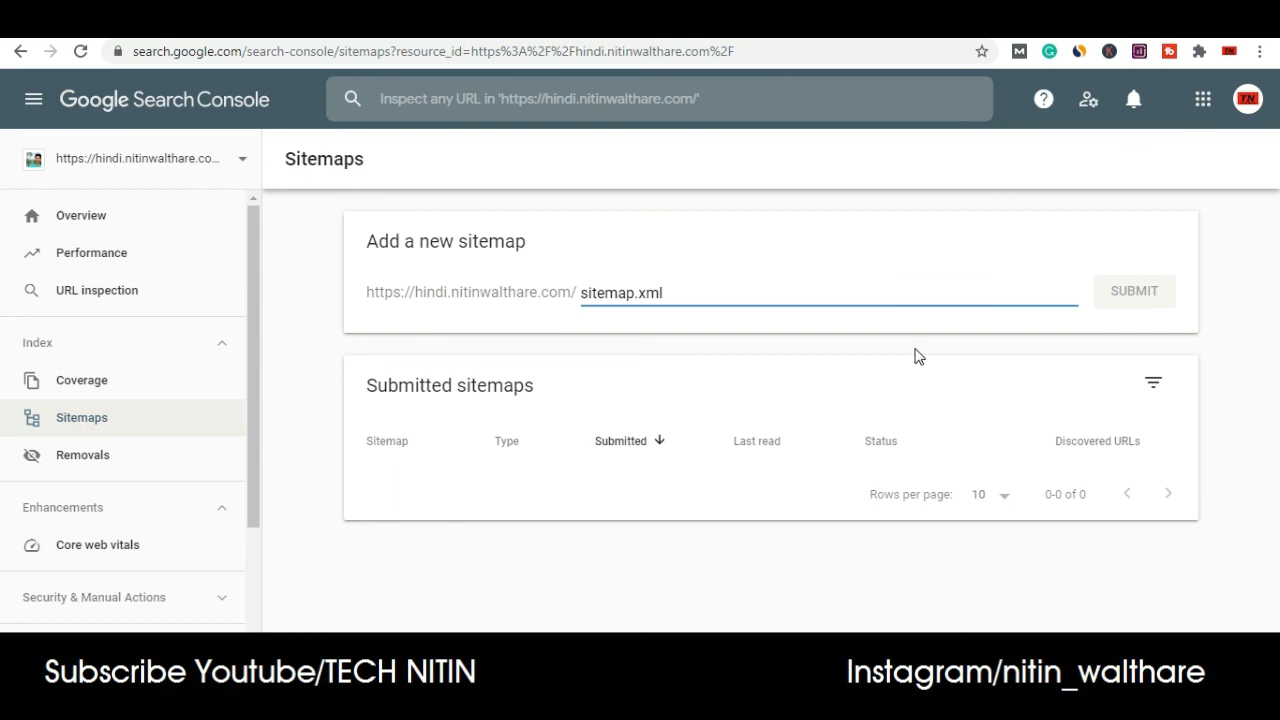 search.google.com/search-console/sitemaps?resource_id=https%3A%2F%2Fhindi.nitinwalthare.com%2F
Google Search Console
Inspect any URL in 'https://hindi.nitinwalthare.com/'
TN
https://hindi.nitinwalthare.co...
Sitemaps
Overview
Performance
URL inspection
Index
Coverage
Sitemaps
Removals
Enhancements
Core web vitals
Security & Manual Actions
Add a new sitemap
https://hindi.nitinwalthare.com/ sitemap.xml
SUBMIT
Submitted sitemaps
Sitemap Type Submitted Last read Status Discovered URLs
Rows per page: 10 0-0 of 0
Subscribe Youtube/TECH NITIN
Instagram/nitin_walthare